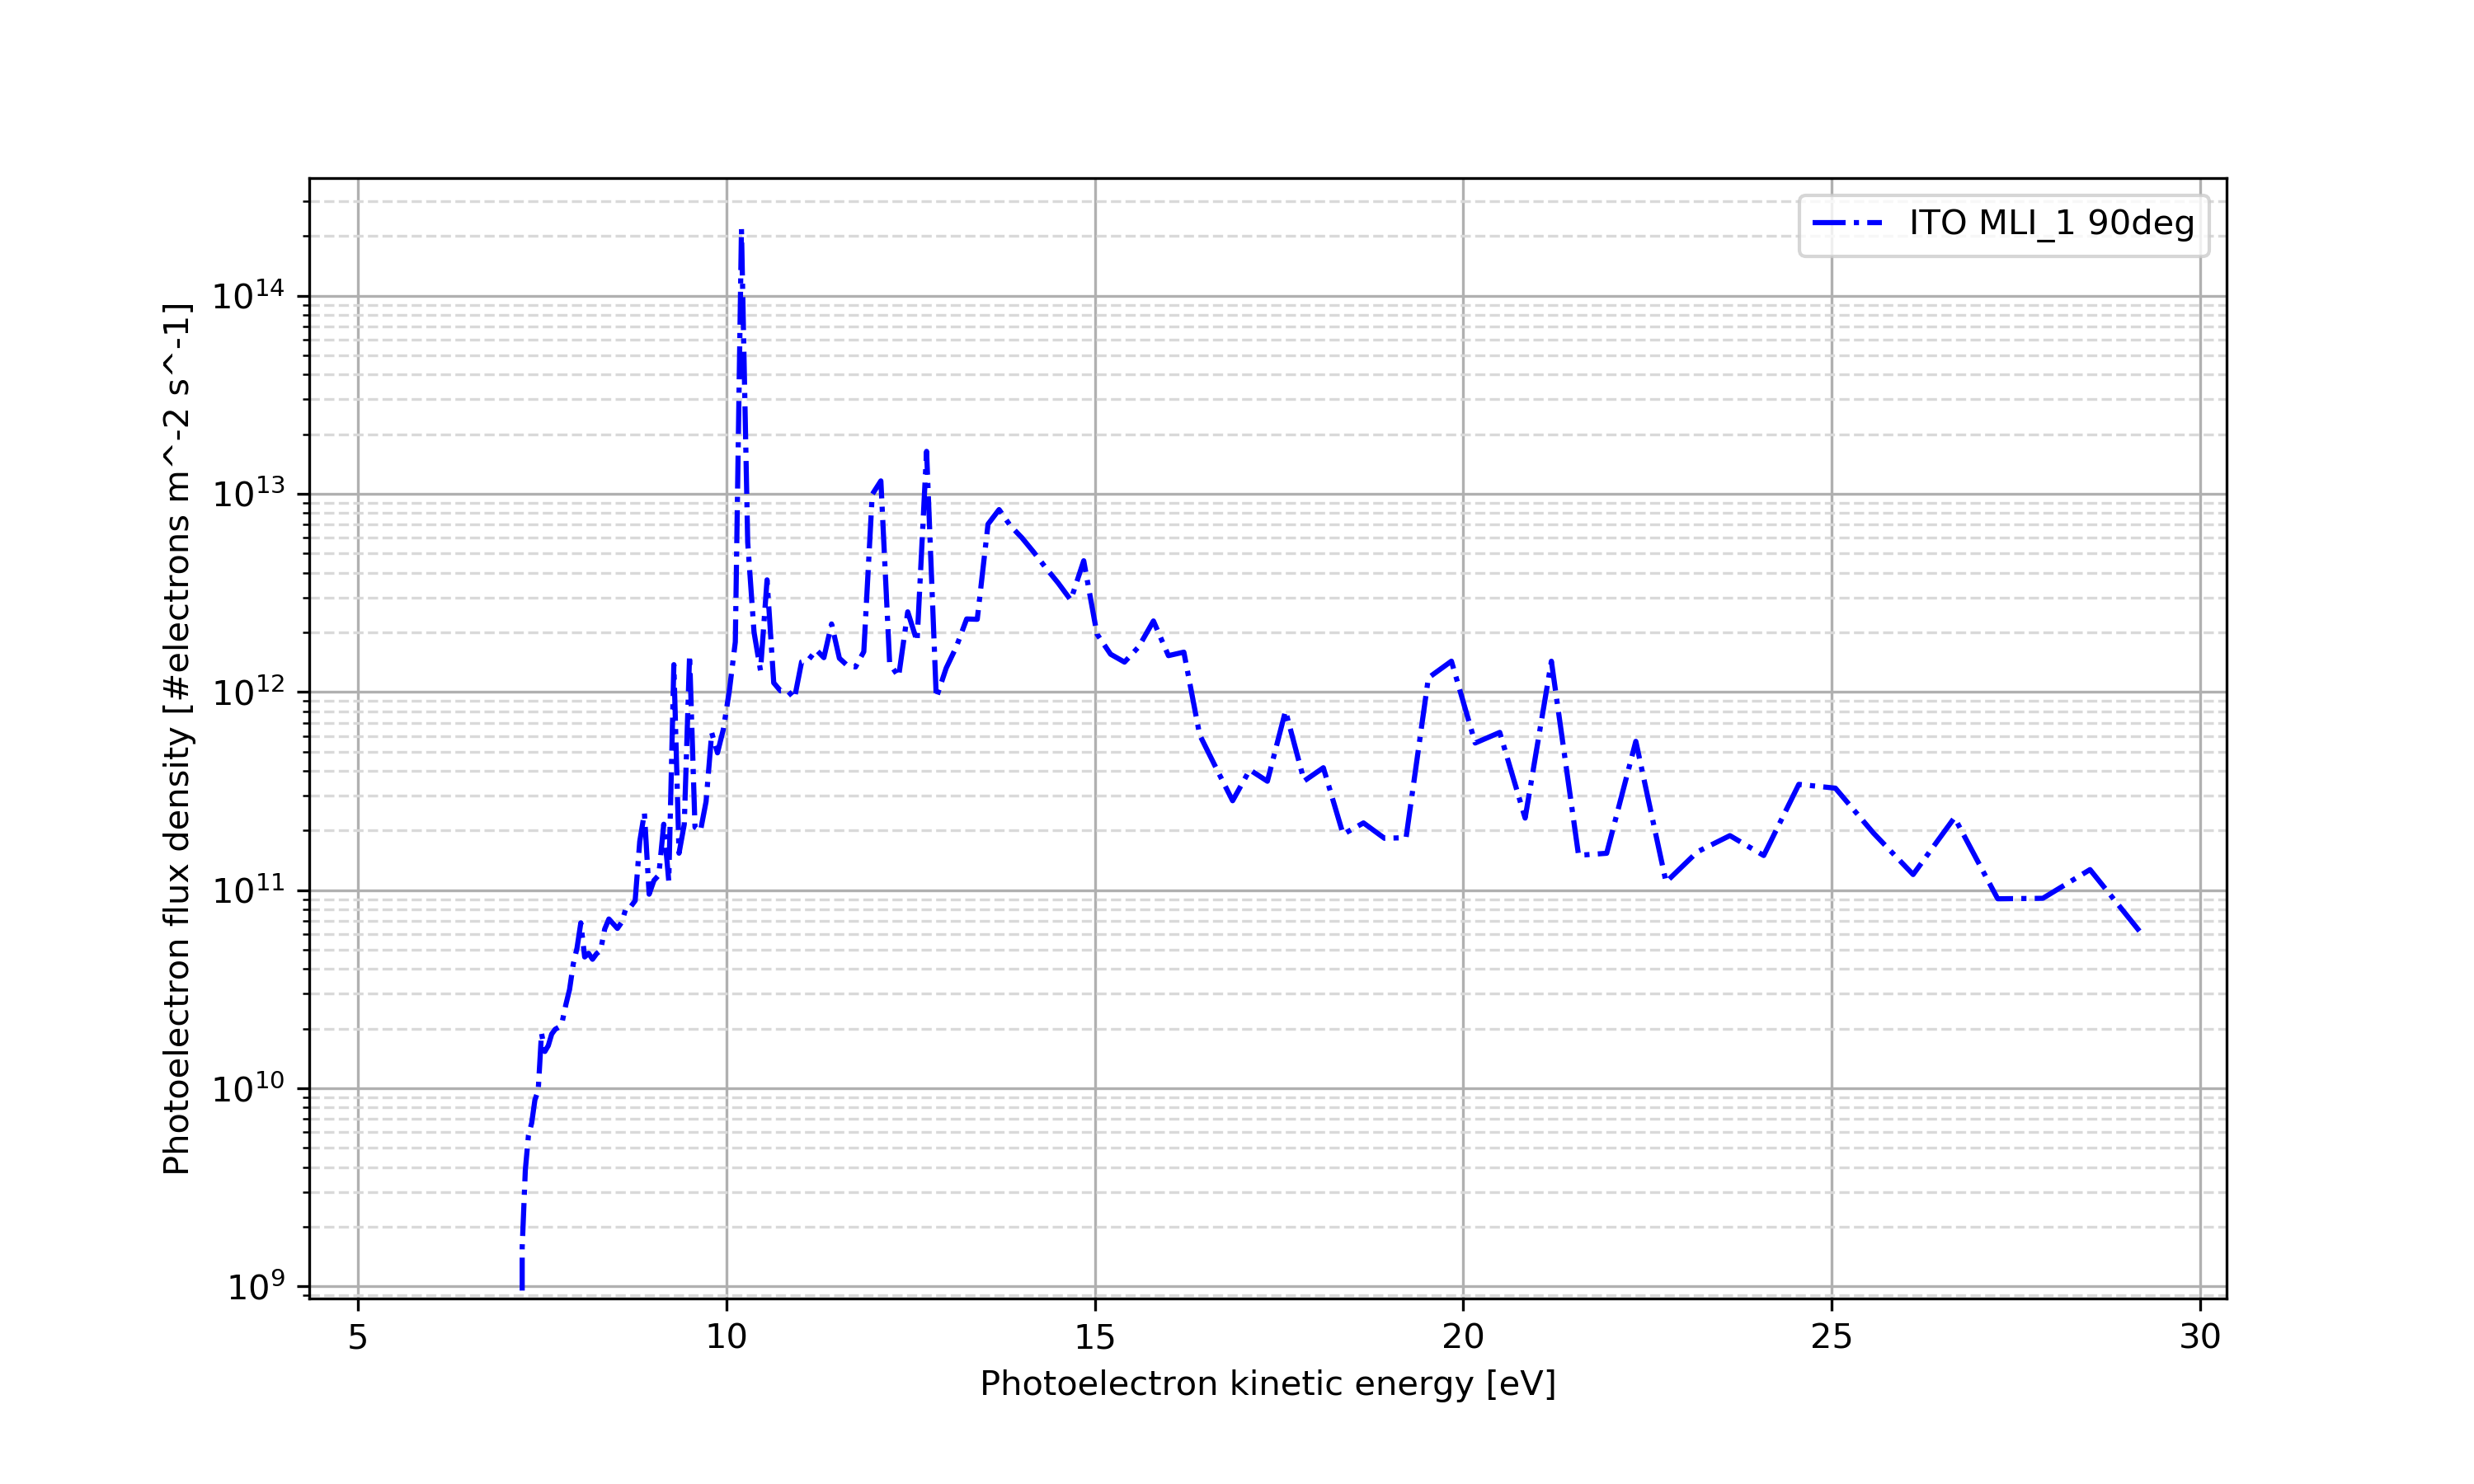 ITO MLI_1 90deg
Photoelectron flux density [#electrons m^-2 s^-1]
10^14
10^13
10^12
10^11
10^10
10^9
5 10 15 20 25 30
Photoelectron kinetic energy [eV]